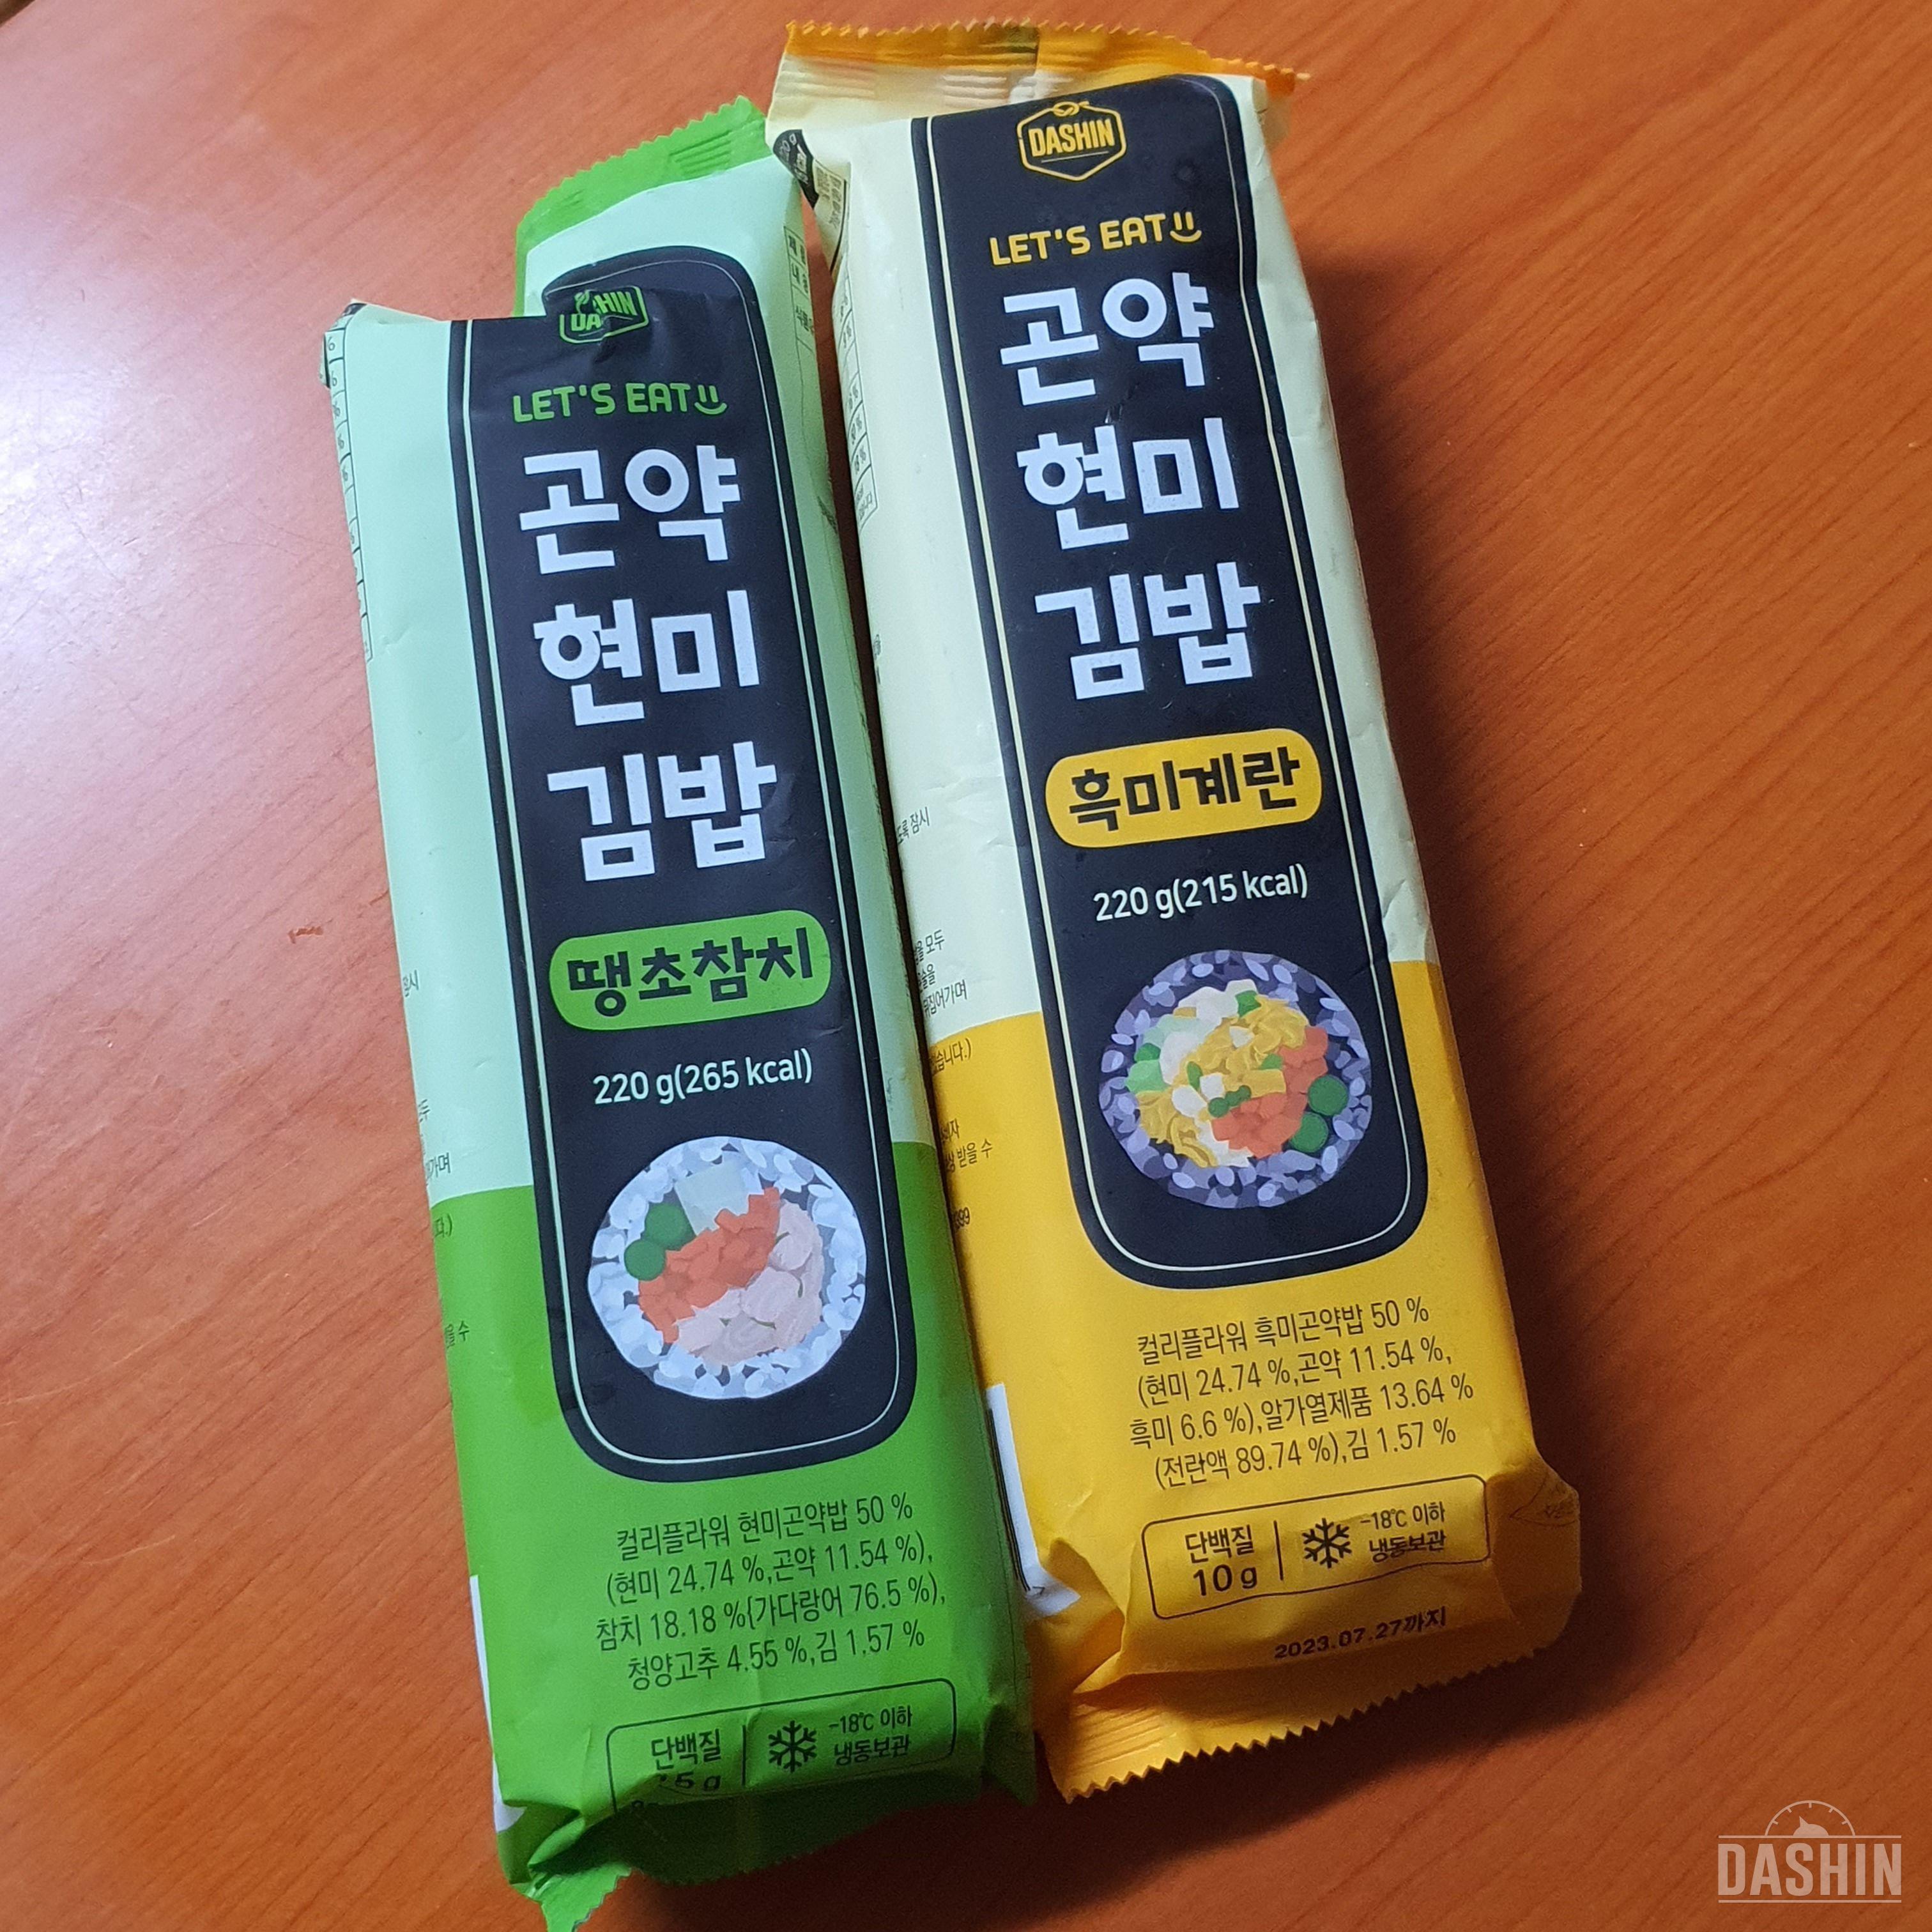 DASHIN
LET'S EAT
곤약
현미
김밥
땡초참치
220 g(265 kcal)
컬리플라워 현미곤약밥 50 %
(현미 24.74 %,곤약 11.54 %),
참치 18.18 %{가다랑어 76.5 %),
청양고추 4.55 %,김 1.57 %
단백질
-18℃ 이하
냉동보관
DASHIN
LET'S EAT
곤약
현미
김밥
흑미계란
220 g(215 kcal)
컬리플라워 흑미곤약밥 50 %
(현미 24.74 %,곤약 11.54 %,
흑미 6.6 %),알가열제품 13.64 %
(전란액 89.74 %),김 1.57 %
단백질
10 g
-18℃ 이하
냉동보관
2023.07.27까지
DASHIN